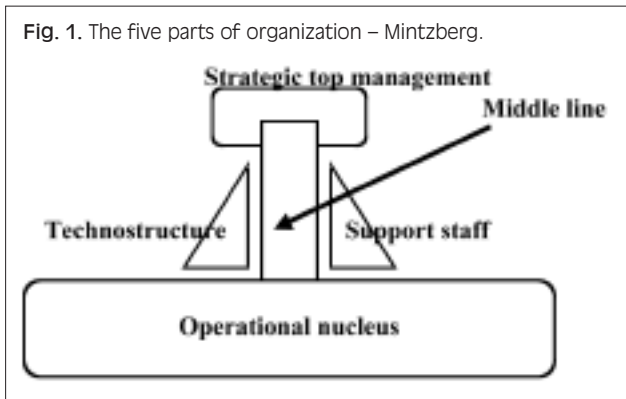 Fig. 1. The five parts of organization – Mintzberg.
Strategic top management
Middle line
Technostructure
Support staff
Operational nucleus